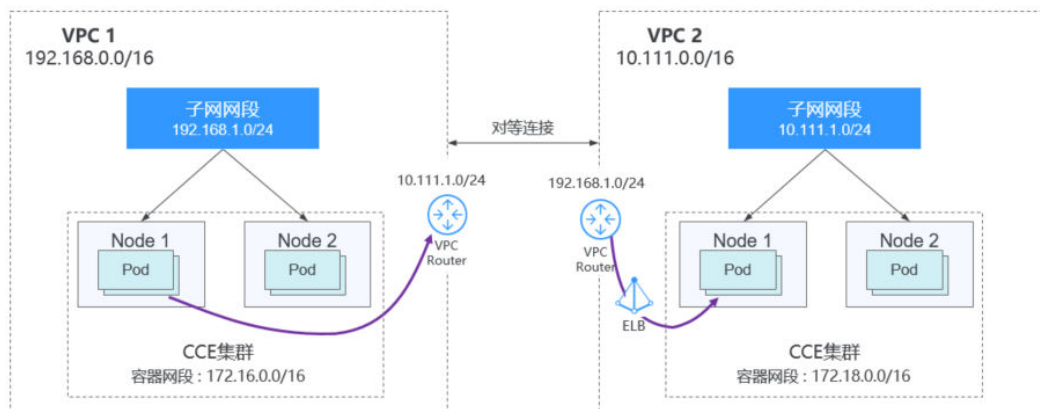 VPC 1
192.168.0.0/16
子网网段
192.168.1.0/24
Node 1
Pod
Node 2
Pod
CCE集群
容器网段：172.16.0.0/16
对等连接
10.111.1.0/24
VPC
Router
192.168.1.0/24
VPC
Router
ELB
VPC 2
10.111.0.0/16
子网网段
10.111.1.0/24
Node 1
Pod
Node 2
Pod
CCE集群
容器网段：172.18.0.0/16